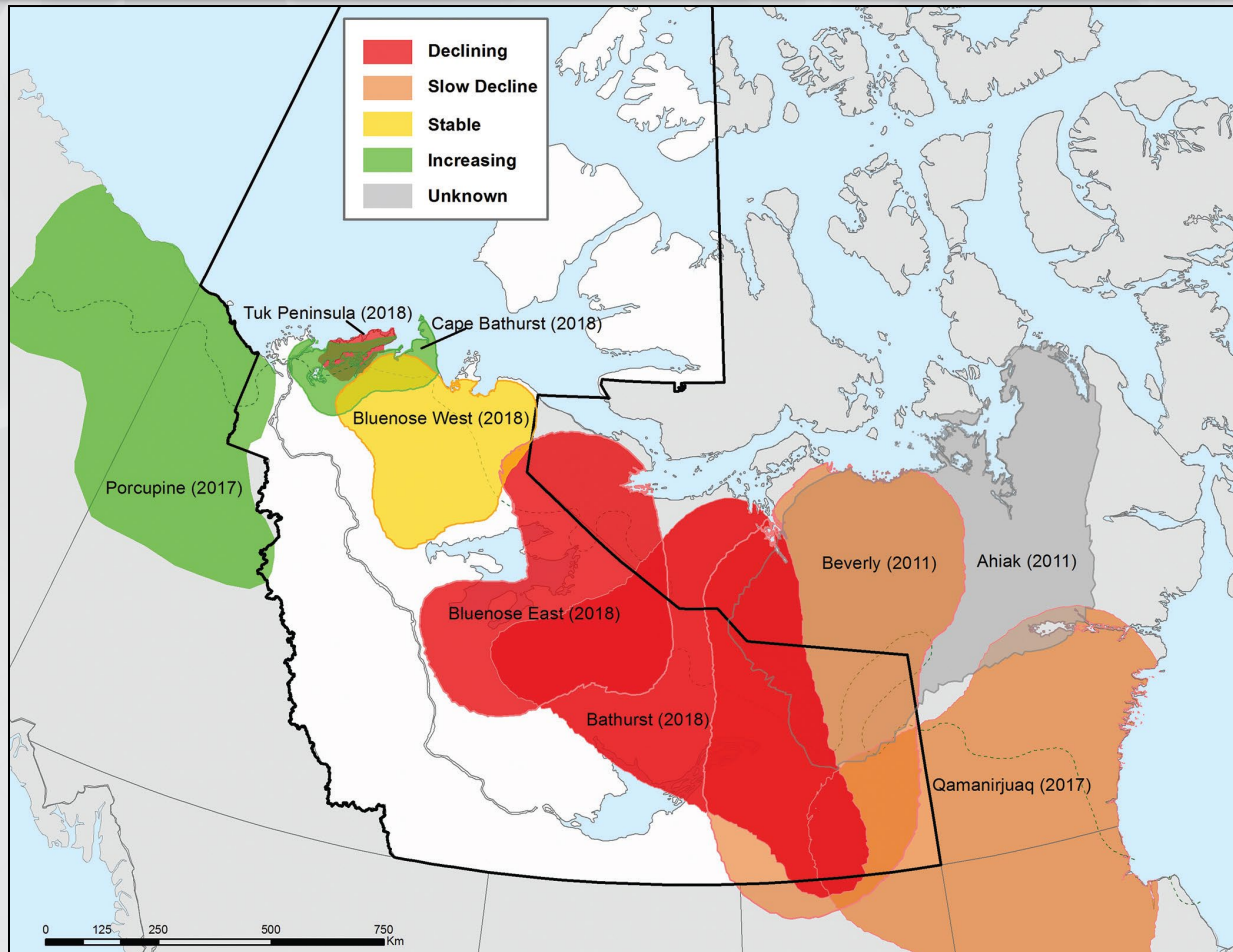 Declining
Slow Decline
Stable
Increasing
Unknown
Tuk Peninsula (2018)
Cape Bathurst (2018)
Bluenose West (2018)
Porcupine (2017)
Beverly (2011)
Ahiak (2011)
Bluenose East (2018)
Bathurst (2018)
Qamanirjuaq (2017)
0 125 250 500 750
Km